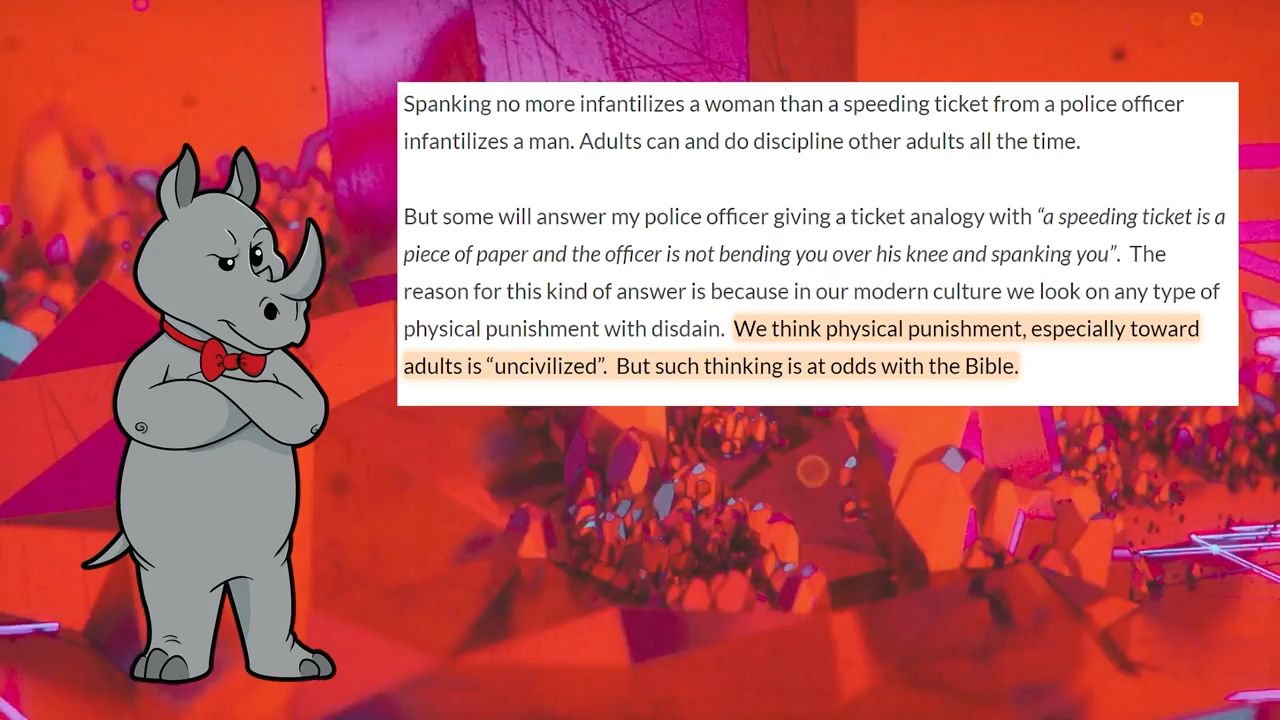 Spanking no more infantilizes a woman than a speeding ticket from a police officer
infantilizes a man. Adults can and do discipline other adults all the time.
But some will answer my police officer giving a ticket analogy with “a speeding ticket is a
piece of paper and the officer is not bending you over his knee and spanking you”. The
reason for this kind of answer is because in our modern culture we look on any type of
physical punishment with disdain. We think physical punishment, especially toward
adults is “uncivilized”. But such thinking is at odds with the Bible.